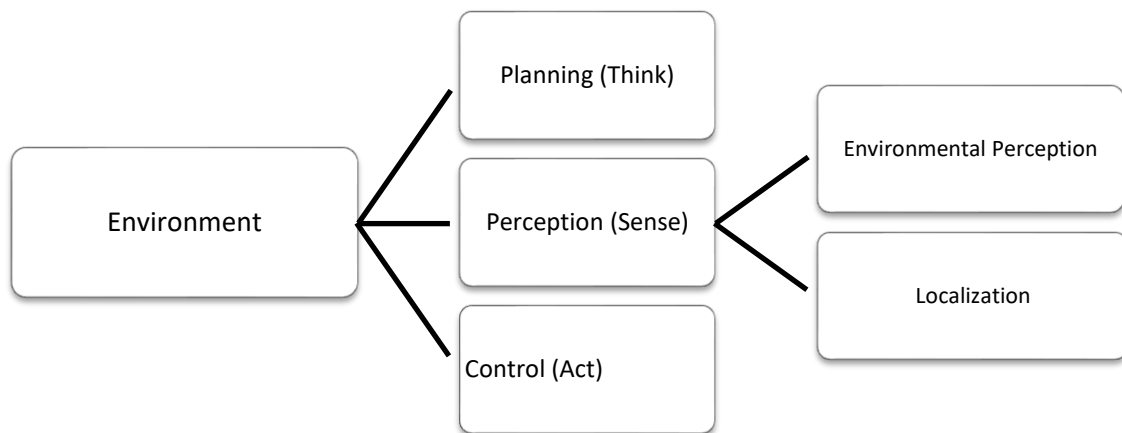 Environment
Planning (Think)
Perception (Sense)
Control (Act)
Environmental Perception
Localization